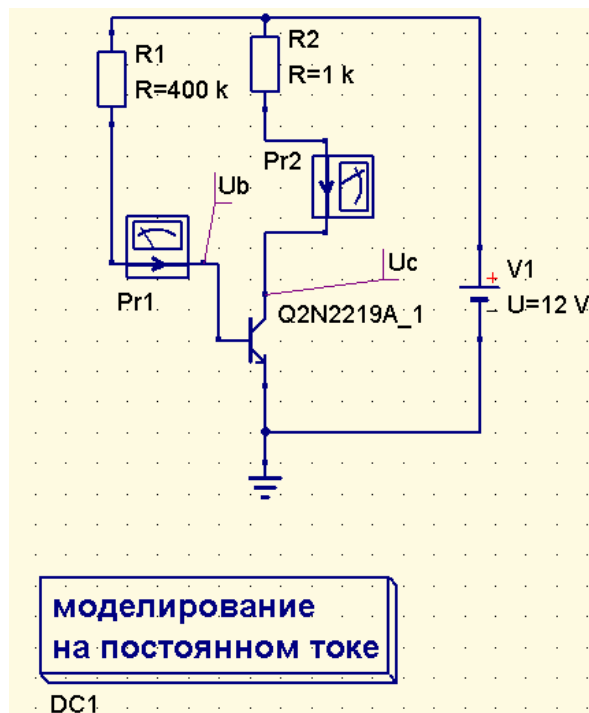 R1
R=400 k
R2
R=1 k
Pr2
Ub
Pr1
Uc
Q2N2219A_1
+
V1
U=12 V
моделирование
на постоянном токе
DC1